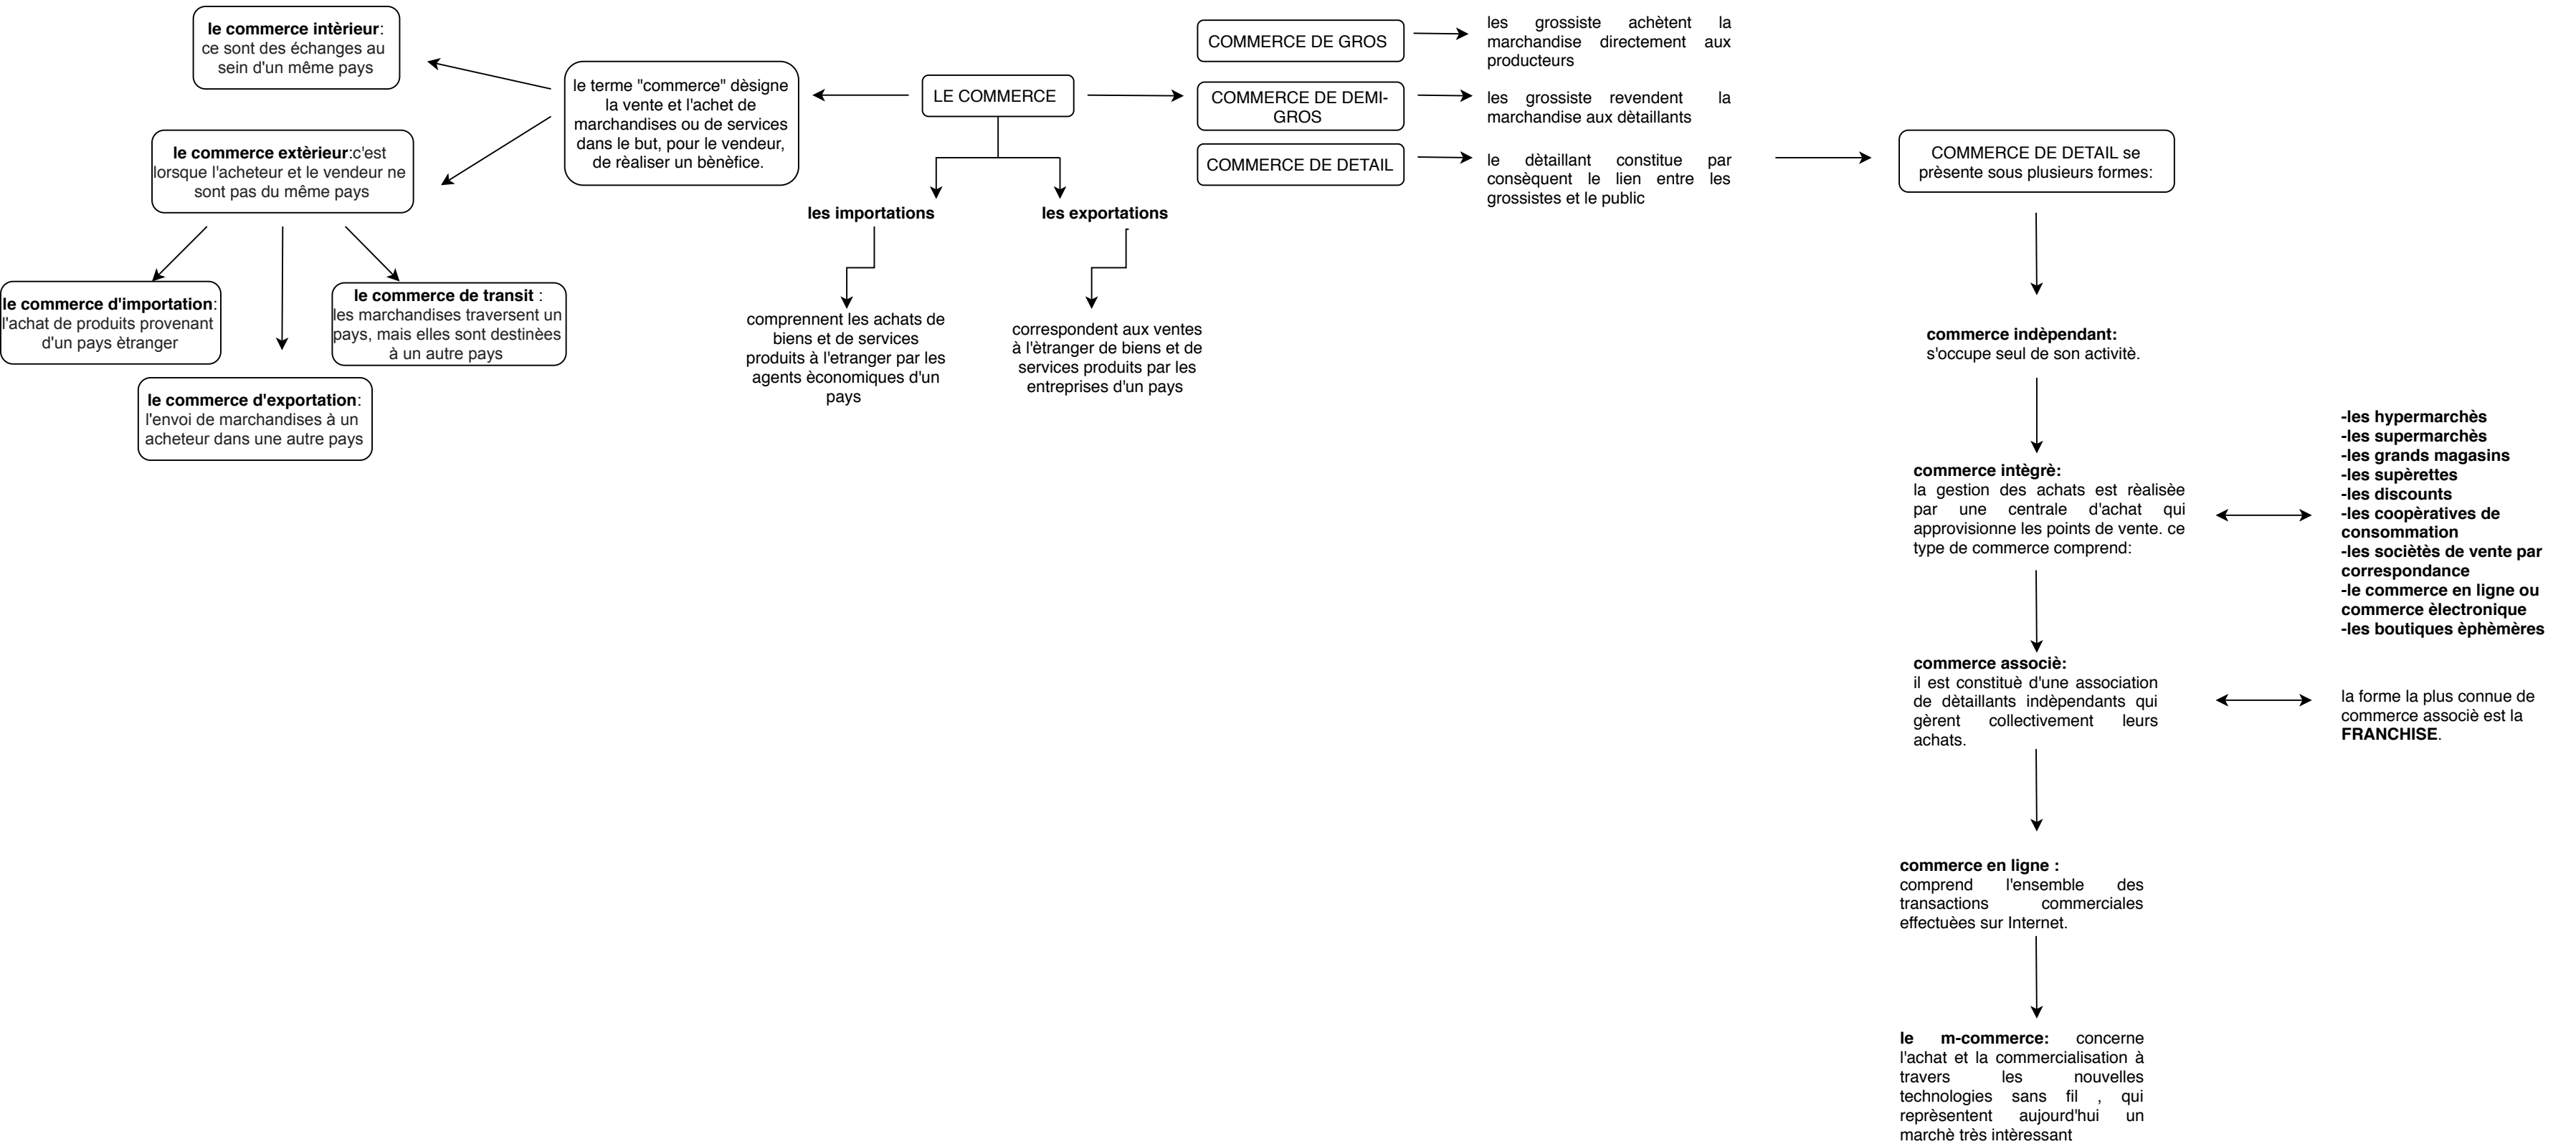 le commerce intèrieur:
ce sont des échanges au
sein d'un même pays
le commerce extèrieur:c'est
lorsque l'acheteur et le vendeur ne
sont pas du même pays
le commerce d'importation:
l'achat de produits provenant
d'un pays ètranger
le commerce de transit :
les marchandises traversent un
pays, mais elles sont destinèes
à un autre pays
le commerce d'exportation:
l'envoi de marchandises à un
acheteur dans une autre pays
le terme "commerce" dèsigne
la vente et l'achet de
marchandises ou de services
dans le but, pour le vendeur,
de rèaliser un bènèfice.
LE COMMERCE
les importations
comprennent les achats de
biens et de services
produits à l'etranger par les
agents èconomiques d'un
pays
les exportations
correspondent aux ventes
à l'ètranger de biens et de
services produits par les
entreprises d'un pays
COMMERCE DE GROS
les grossiste achètent la
marchandise directement aux
producteurs
COMMERCE DE DEMI-
GROS
les grossiste revendent la
marchandise aux dètaillants
COMMERCE DE DETAIL
le dètaillant constitue par
consèquent le lien entre les
grossistes et le public
COMMERCE DE DETAIL se
prèsente sous plusieurs formes:
commerce indèpendant:
s'occupe seul de son activitè.
commerce intègrè:
la gestion des achats est rèalisèe
par une centrale d'achat qui
approvisionne les points de vente. ce
type de commerce comprend:
-les hypermarchès
-les supermarchès
-les grands magasins
-les supèrettes
-les discounts
-les coopèratives de
consommation
-les sociètès de vente par
correspondance
-le commerce en ligne ou
commerce èlectronique
-les boutiques èphèmères
commerce associè:
il est constituè d'une association
de dètaillants indèpendants qui
gèrent collectivement leurs
achats.
la forme la plus connue de
commerce associè est la
FRANCHISE.
commerce en ligne :
comprend l'ensemble des
transactions commerciales
effectuèes sur Internet.
le m-commerce: concerne
l'achat et la commercialisation à
travers les nouvelles
technologies sans fil , qui
reprèsentent aujourd'hui un
marchè très intèressant